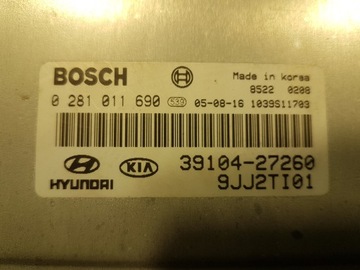 BOSCH
Made in korea
8522 0208
0 281 011 690 05-08-16 1039S11703
HYUNDAI KIA 39104-27260
9JJ2TI01